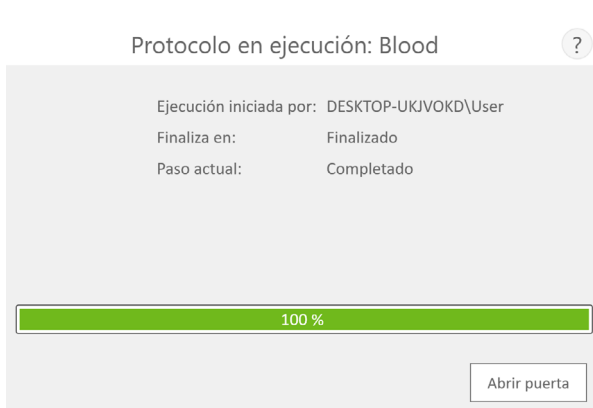 Protocolo en ejecución: Blood
?
Ejecución iniciada por: DESKTOP-UKJVOKD\User
Finaliza en: Finalizado
Paso actual: Completado
100 %
Abrir puerta